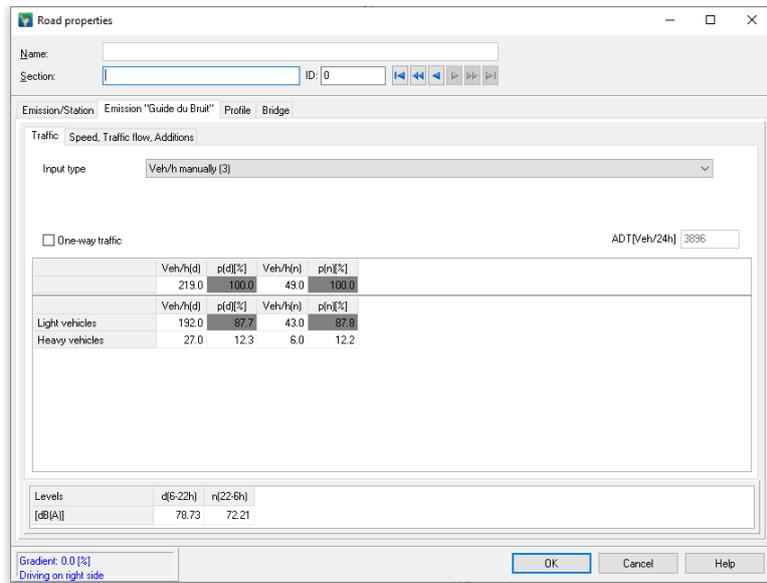 Road properties
Name:
Section: ID: 0
Emission/Station Emission "Guide du Bruit" Profile Bridge
Traffic Speed, Traffic flow, Additions
Input type Veh/h manually (3)
One-way traffic ADT[Veh/24h] 3896
Veh/h(d) p(d)[%] Veh/h(n) p(n)[%]
219.0 100.0 49.0 100.0
Veh/h(d) p(d)[%] Veh/h(n) p(n)[%]
Light vehicles 192.0 87.7 43.0 87.8
Heavy vehicles 27.0 12.3 6.0 12.2
Levels d(6-22h) n(22-6h)
[dB(A)] 78.73 72.21
Gradient: 0.0 [%]
Driving on right side
OK Cancel Help